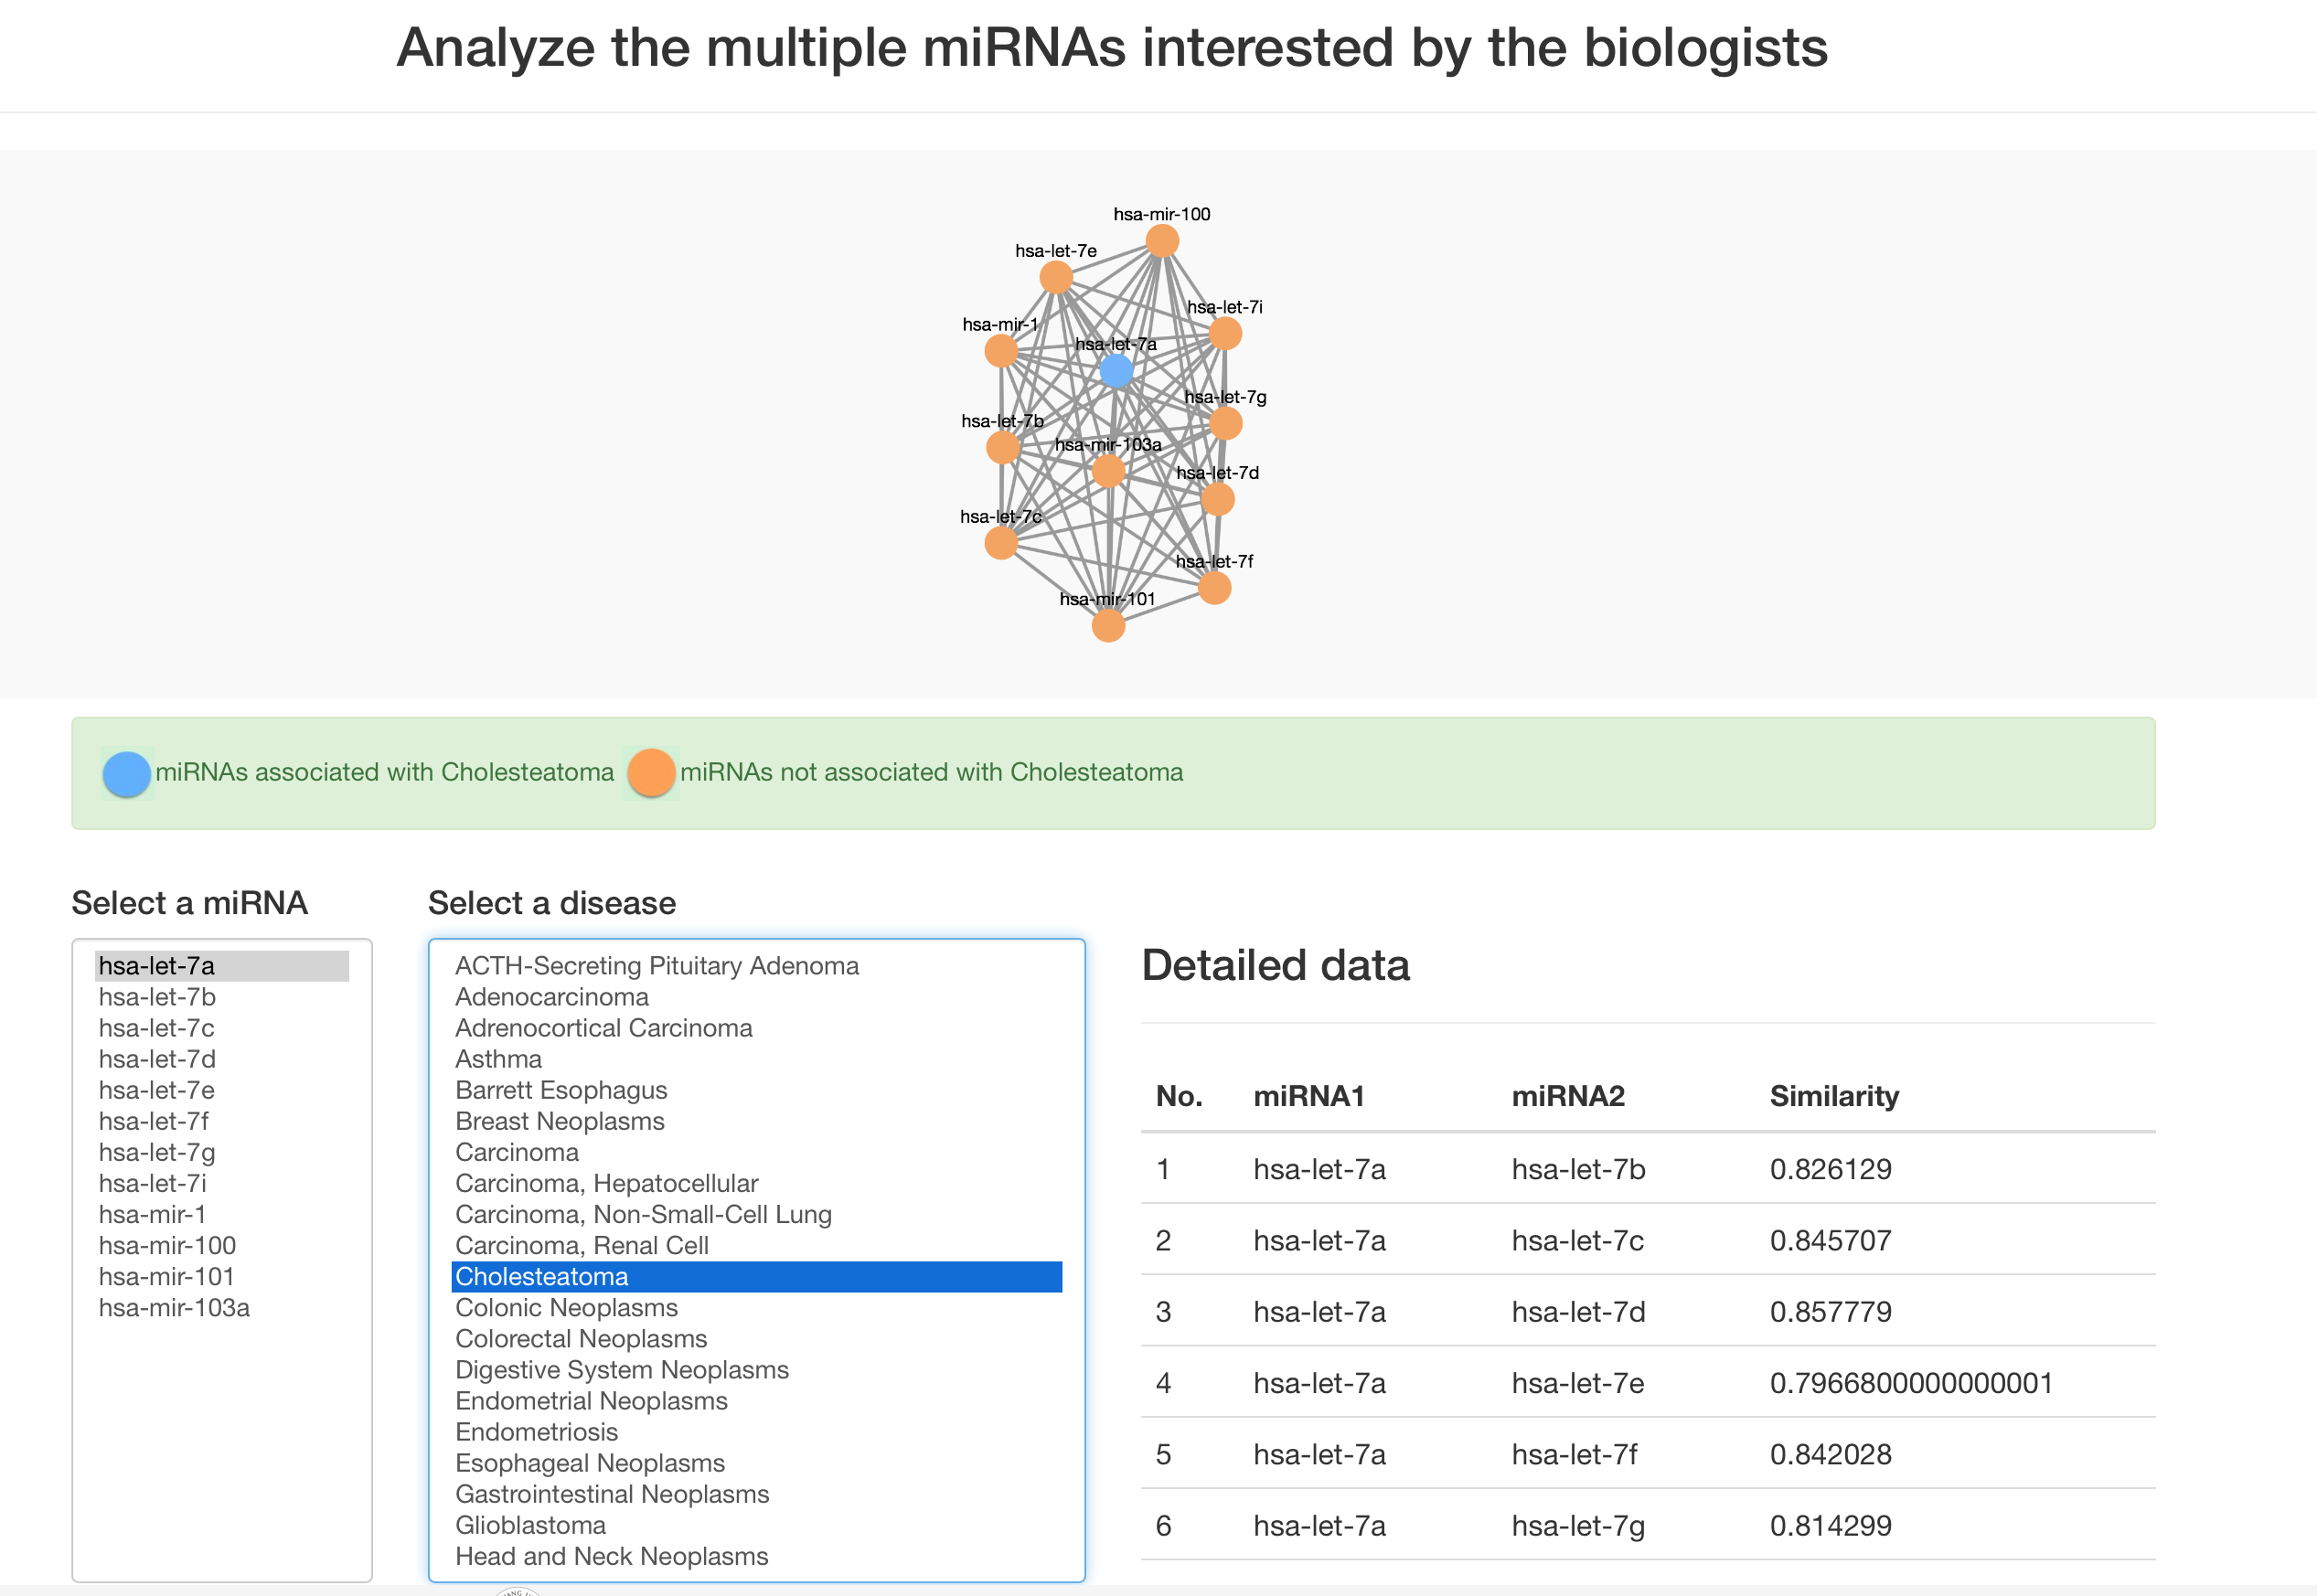 Analyze the multiple miRNAs interested by the biologists
hsa-mir-100
hsa-let-7e
hsa-let-7i
hsa-mir-1
hsa-let-7a
hsa-let-7g
hsa-let-7b
hsa-mir-103a
hsa-let-7d
hsa-let-7c
hsa-let-7f
hsa-mir-101
miRNAs associated with Cholesteatoma miRNAs not associated with Cholesteatoma
Select a miRNA
hsa-let-7a
hsa-let-7b
hsa-let-7c
hsa-let-7d
hsa-let-7e
hsa-let-7f
hsa-let-7g
hsa-let-7i
hsa-mir-1
hsa-mir-100
hsa-mir-101
hsa-mir-103a
Select a disease
ACTH-Secreting Pituitary Adenoma
Adenocarcinoma
Adrenocortical Carcinoma
Asthma
Barrett Esophagus
Breast Neoplasms
Carcinoma
Carcinoma, Hepatocellular
Carcinoma, Non-Small-Cell Lung
Carcinoma, Renal Cell
Cholesteatoma
Colonic Neoplasms
Colorectal Neoplasms
Digestive System Neoplasms
Endometrial Neoplasms
Endometriosis
Esophageal Neoplasms
Gastrointestinal Neoplasms
Glioblastoma
Head and Neck Neoplasms
Detailed data
No. miRNA1 miRNA2 Similarity
1 hsa-let-7a hsa-let-7b 0.826129
2 hsa-let-7a hsa-let-7c 0.845707
3 hsa-let-7a hsa-let-7d 0.857779
4 hsa-let-7a hsa-let-7e 0.7966800000000001
5 hsa-let-7a hsa-let-7f 0.842028
6 hsa-let-7a hsa-let-7g 0.814299